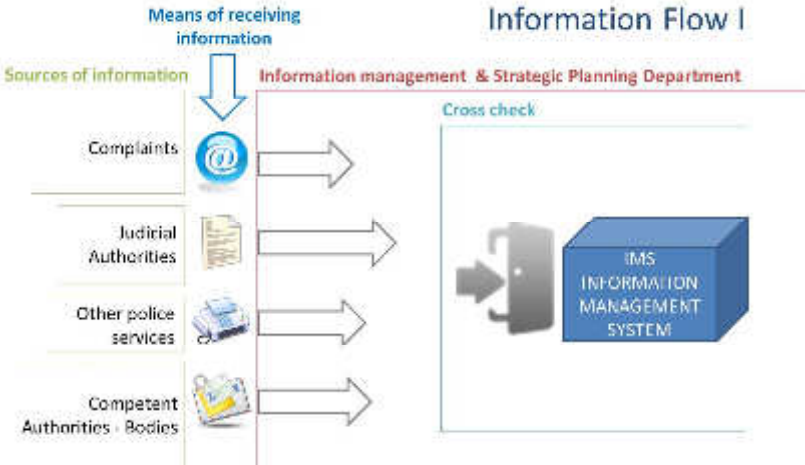 Information Flow I
Means of receiving
information
Sources of information
Information management & Strategic Planning Department
Cross check
Complaints
Judicial
Authorities
Other police
services
Competent
Authorities - Bodies
@
IMS
INFORMATION
MANAGEMENT
SYSTEM